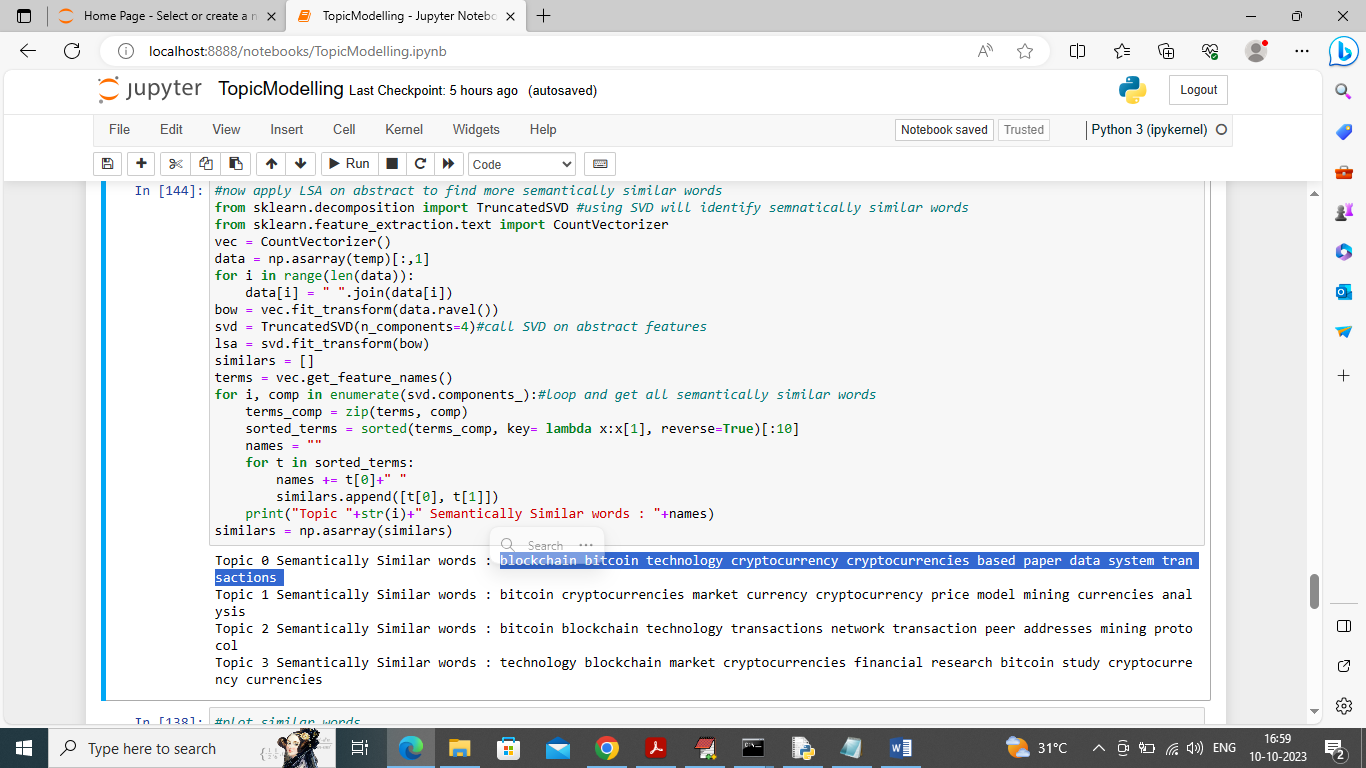 Home Page - Select or create a n
TopicModelling - Jupyter Notebo
localhost:8888/notebooks/TopicModelling.ipynb
jupyter TopicModelling Last Checkpoint: 5 hours ago (autosaved)
Logout
File Edit View Insert Cell Kernel Widgets Help
Notebook saved Trusted Python 3 (ipykernel)
Run Code
In [144]:
#now apply LSA on abstract to find more semantically similar words
from sklearn.decomposition import TruncatedSVD #using SVD will identify semnatically similar words
from sklearn.feature_extraction.text import CountVectorizer
vec = CountVectorizer()
data = np.asarray(temp)[:,1]
for i in range(len(data)):
    data[i] = " ".join(data[i])
bow = vec.fit_transform(data.ravel())
svd = TruncatedSVD(n_components=4)#call SVD on abstract features
lsa = svd.fit_transform(bow)
similars = []
terms = vec.get_feature_names()
for i, comp in enumerate(svd.components_):#loop and get all semantically similar words
    terms_comp = zip(terms, comp)
    sorted_terms = sorted(terms_comp, key= lambda x:x[1], reverse=True)[:10]
    names = ""
    for t in sorted_terms:
        names += t[0]+" "
        similars.append([t[0], t[1]])
    print("Topic "+str(i)+" Semantically Similar words : "+names)
similars = np.asarray(similars)
Search
Topic 0 Semantically Similar words : blockchain bitcoin technology cryptocurrency cryptocurrencies based paper data system tran
sactions
Topic 1 Semantically Similar words : bitcoin cryptocurrencies market currency cryptocurrency price model mining currencies anal
ysis
Topic 2 Semantically Similar words : bitcoin blockchain technology transactions network transaction peer addresses mining proto
col
Topic 3 Semantically Similar words : technology blockchain market cryptocurrencies financial research bitcoin study cryptocurre
ncy currencies
In [138]:
#plot similar words
Type here to search
31°C
ENG
16:59
10-10-2023
2